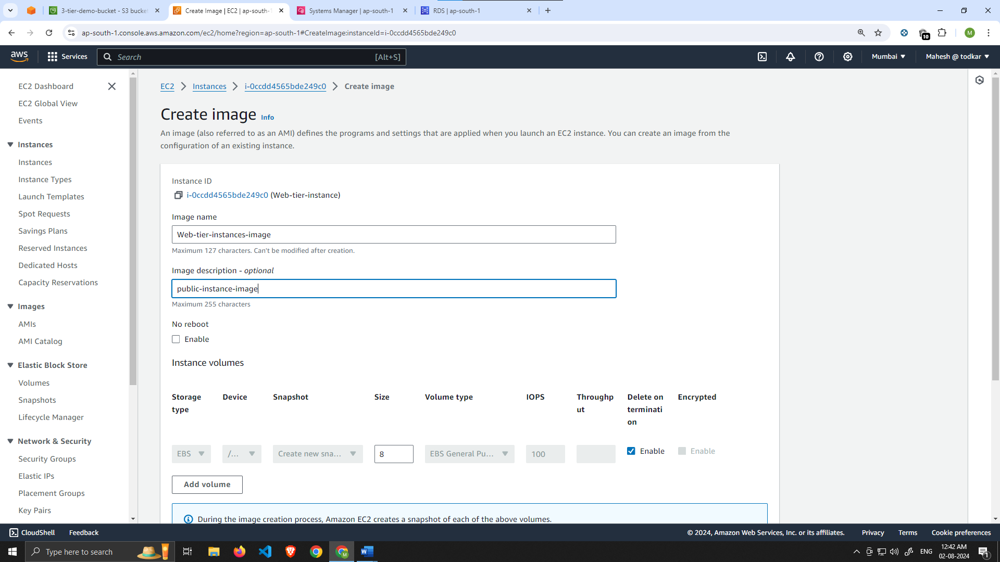 3-tier-demo-bucket - S3 bucket
Create Image | EC2 | ap-south-1
Systems Manager | ap-south-1
RDS | ap-south-1
ap-south-1.console.aws.amazon.com/ec2/home?region=ap-south-1#CreateImage:instanceId=i-0ccdd4565bde249c0
10
M
aws
Services
Search
[Alt+S]
Mumbai
Mahesh @ todkar
EC2 Dashboard
EC2 Global View
Events
Instances
Instances
Instance Types
Launch Templates
Spot Requests
Savings Plans
Reserved Instances
Dedicated Hosts
Capacity Reservations
Images
AMIs
AMI Catalog
Elastic Block Store
Volumes
Snapshots
Lifecycle Manager
Network & Security
Security Groups
Elastic IPs
Placement Groups
Key Pairs
EC2 > Instances > i-0ccdd4565bde249c0 > Create image
Create image Info
An image (also referred to as an AMI) defines the programs and settings that are applied when you launch an EC2 instance. You can create an image from the
configuration of an existing instance.
Instance ID
i-0ccdd4565bde249c0 (Web-tier-instance)
Image name
Web-tier-instances-image
Maximum 127 characters. Can't be modified after creation.
Image description - optional
public-instance-image
Maximum 255 characters
No reboot
Enable
Instance volumes
Storage type
Device
Snapshot
Size
Volume type
IOPS
Throughp
ut
Delete on
terminati
on
Encrypted
EBS
/...
Create new sna...
8
EBS General Pu...
100
Enable
Enable
Add volume
During the image creation process, Amazon EC2 creates a snapshot of each of the above volumes.
CloudShell
Feedback
© 2024, Amazon Web Services, Inc. or its affiliates.
Privacy
Terms
Cookie preferences
Type here to search
M
W
ENG
12:42 AM
02-08-2024
1